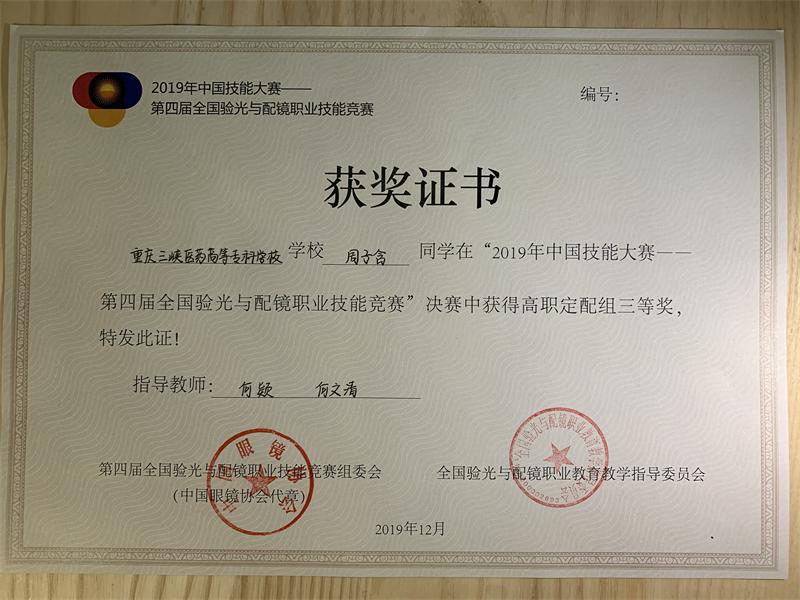 2019年中国技能大赛——
第四届全国验光与配镜职业技能竞赛
编号：
获奖证书
重庆三峡医药高等专科学校 学校 周子含 同学在“2019年中国技能大赛——
第四届全国验光与配镜职业技能竞赛”决赛中获得高职定配组三等奖，
特发此证！
指导教师： 何颖 何文清
第四届全国验光与配镜职业技能竞赛组委会
（中国眼镜协会代章）
全国验光与配镜职业教育教学指导委员会
2019年12月
中国眼镜协会